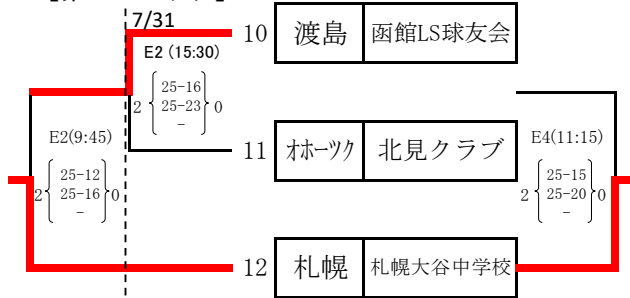 7/31
10 渡島 函館LS球友会
E2 (15:30)
25-16
2 25-23 0
-
E2(9:45)
E4(11:15)
11 ｵﾎｰﾂｸ 北見クラブ
25-12
2 25-16 0
-
25-15
2 25-20 0
-
12 札幌 札幌大谷中学校